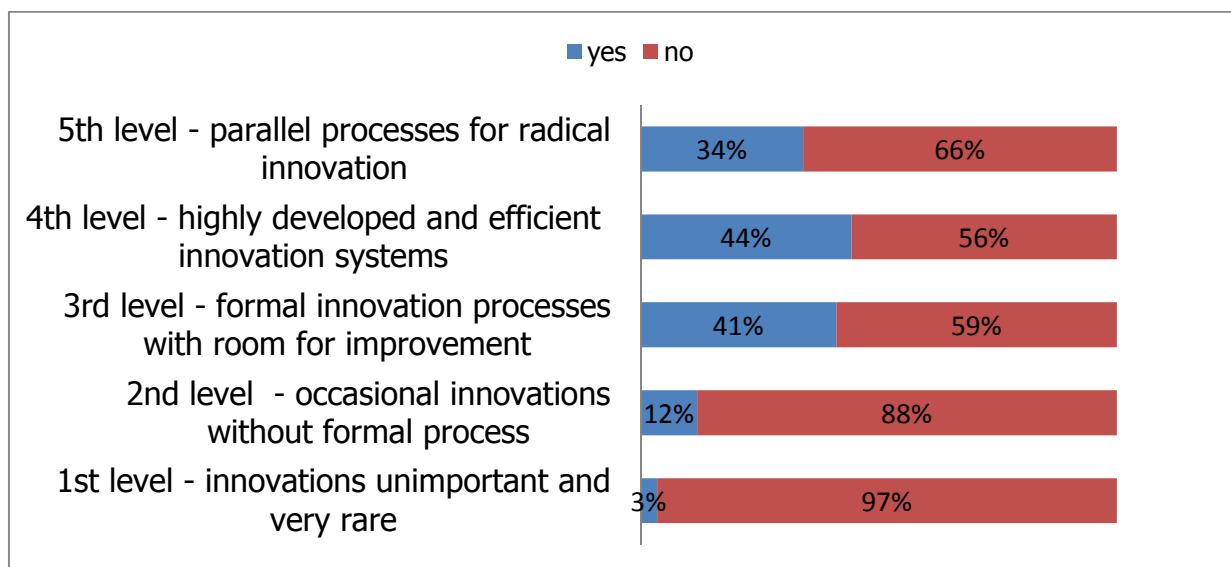 yes no
5th level - parallel processes for radical
innovation
34% 66%
4th level - highly developed and efficient
innovation systems
44% 56%
3rd level - formal innovation processes
with room for improvement
41% 59%
2nd level - occasional innovations
without formal process
12% 88%
1st level - innovations unimportant and
very rare
3% 97%